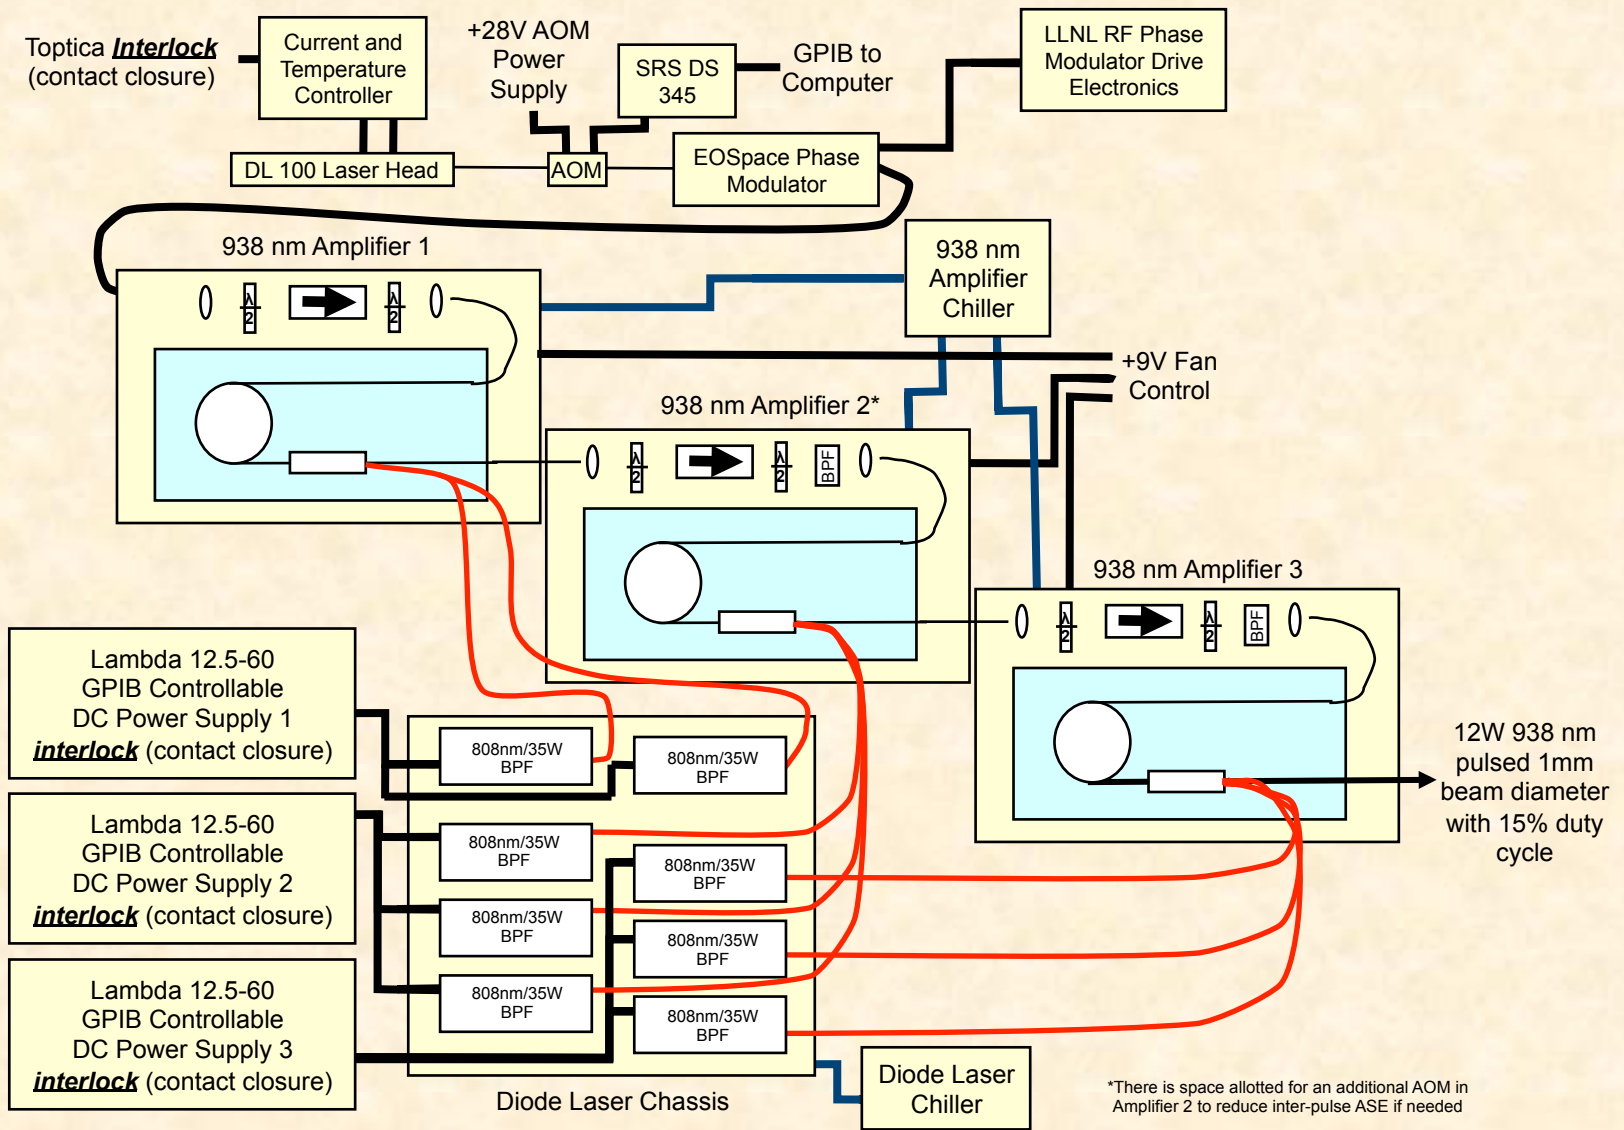 Toptica Interlock
(contact closure)
Current and
Temperature
Controller
+28V AOM
Power
Supply
SRS DS
345
GPIB to
Computer
LLNL RF Phase
Modulator Drive
Electronics
DL 100 Laser Head
AOM
EOSpace Phase
Modulator
938 nm Amplifier 1
λ
2
λ
2
938 nm
Amplifier
Chiller
+9V Fan
Control
938 nm Amplifier 2*
λ
2
λ
2
BPF
938 nm Amplifier 3
λ
2
λ
2
BPF
Lambda 12.5-60
GPIB Controllable
DC Power Supply 1
interlock (contact closure)
Lambda 12.5-60
GPIB Controllable
DC Power Supply 2
interlock (contact closure)
Lambda 12.5-60
GPIB Controllable
DC Power Supply 3
interlock (contact closure)
808nm/35W
BPF
808nm/35W
BPF
808nm/35W
BPF
808nm/35W
BPF
808nm/35W
BPF
808nm/35W
BPF
808nm/35W
BPF
808nm/35W
BPF
Diode Laser Chassis
Diode Laser
Chiller
12W 938 nm
pulsed 1mm
beam diameter
with 15% duty
cycle
*There is space allotted for an additional AOM in
Amplifier 2 to reduce inter-pulse ASE if needed